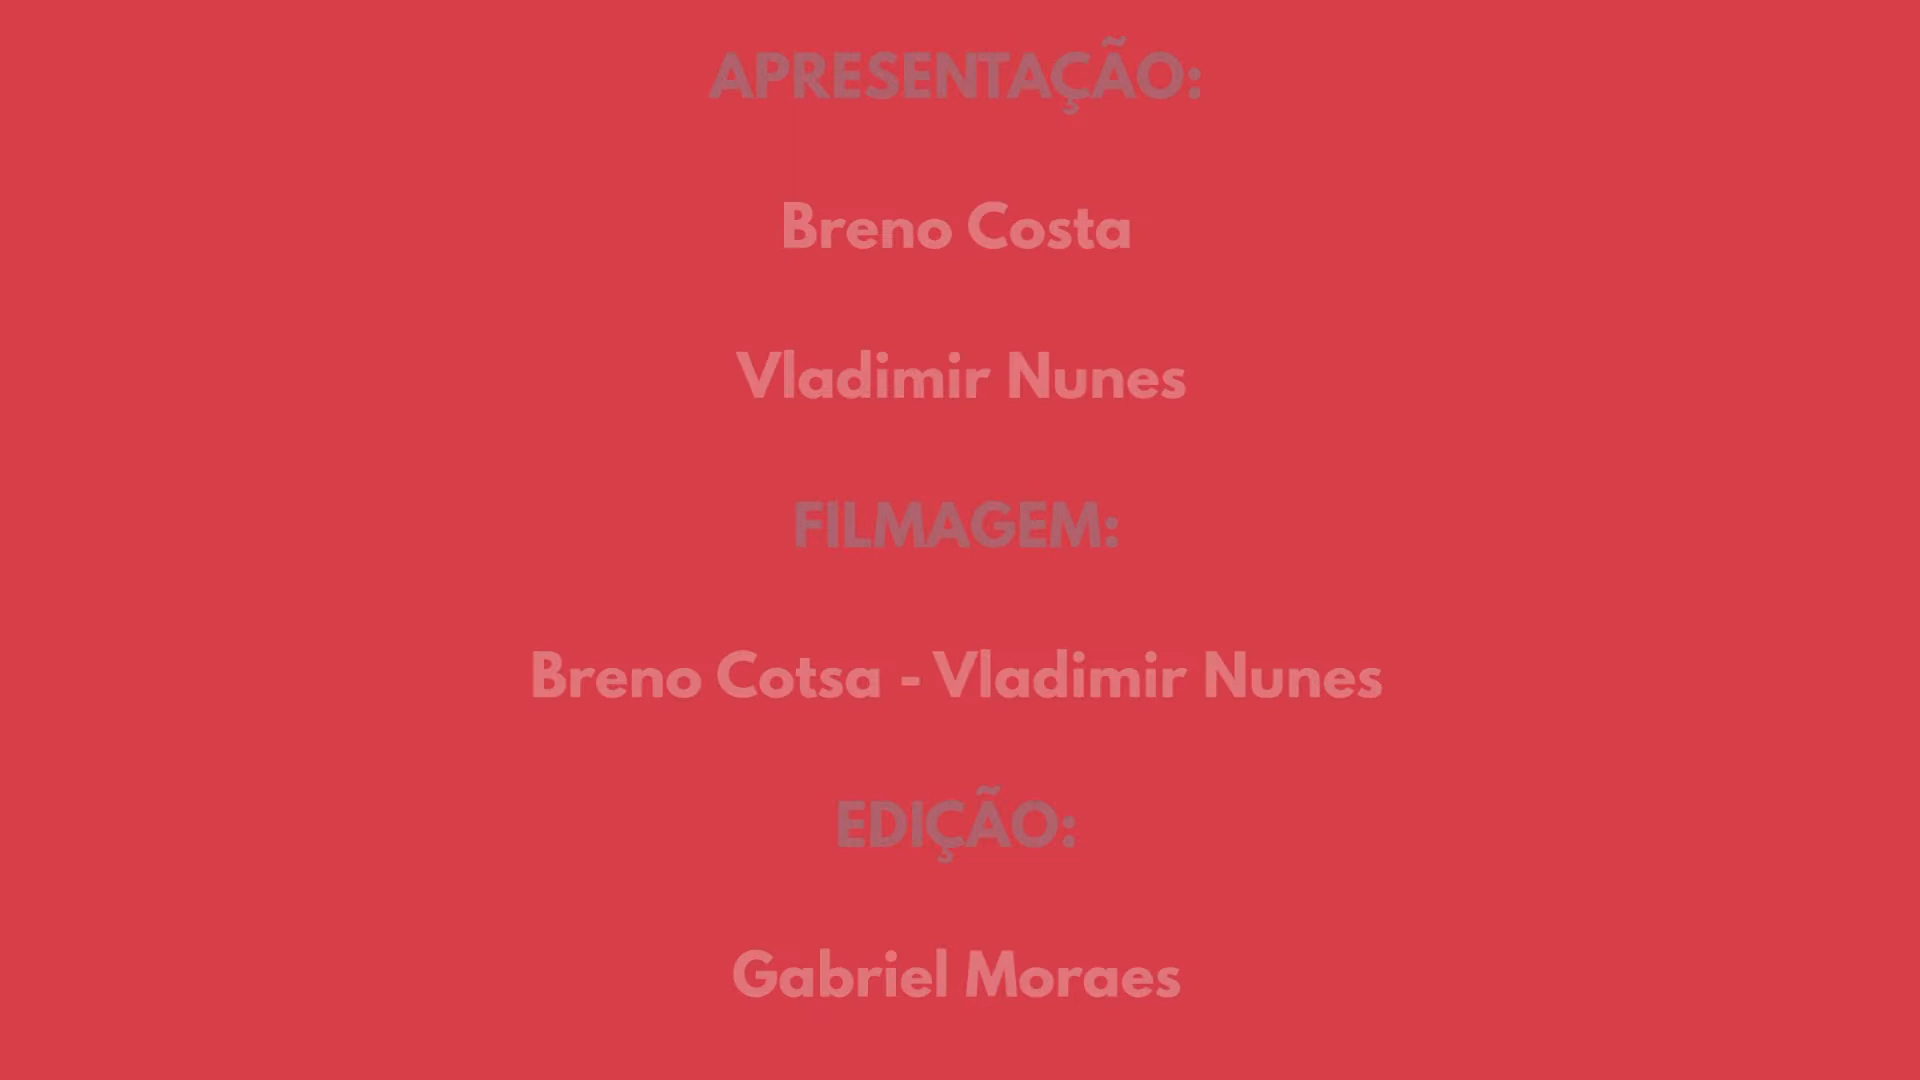 APRESENTAÇÃO:
Breno Costa
Vladimir Nunes
FILMAGEM:
Breno Cotsa - Vladimir Nunes
EDIÇÃO:
Gabriel Moraes